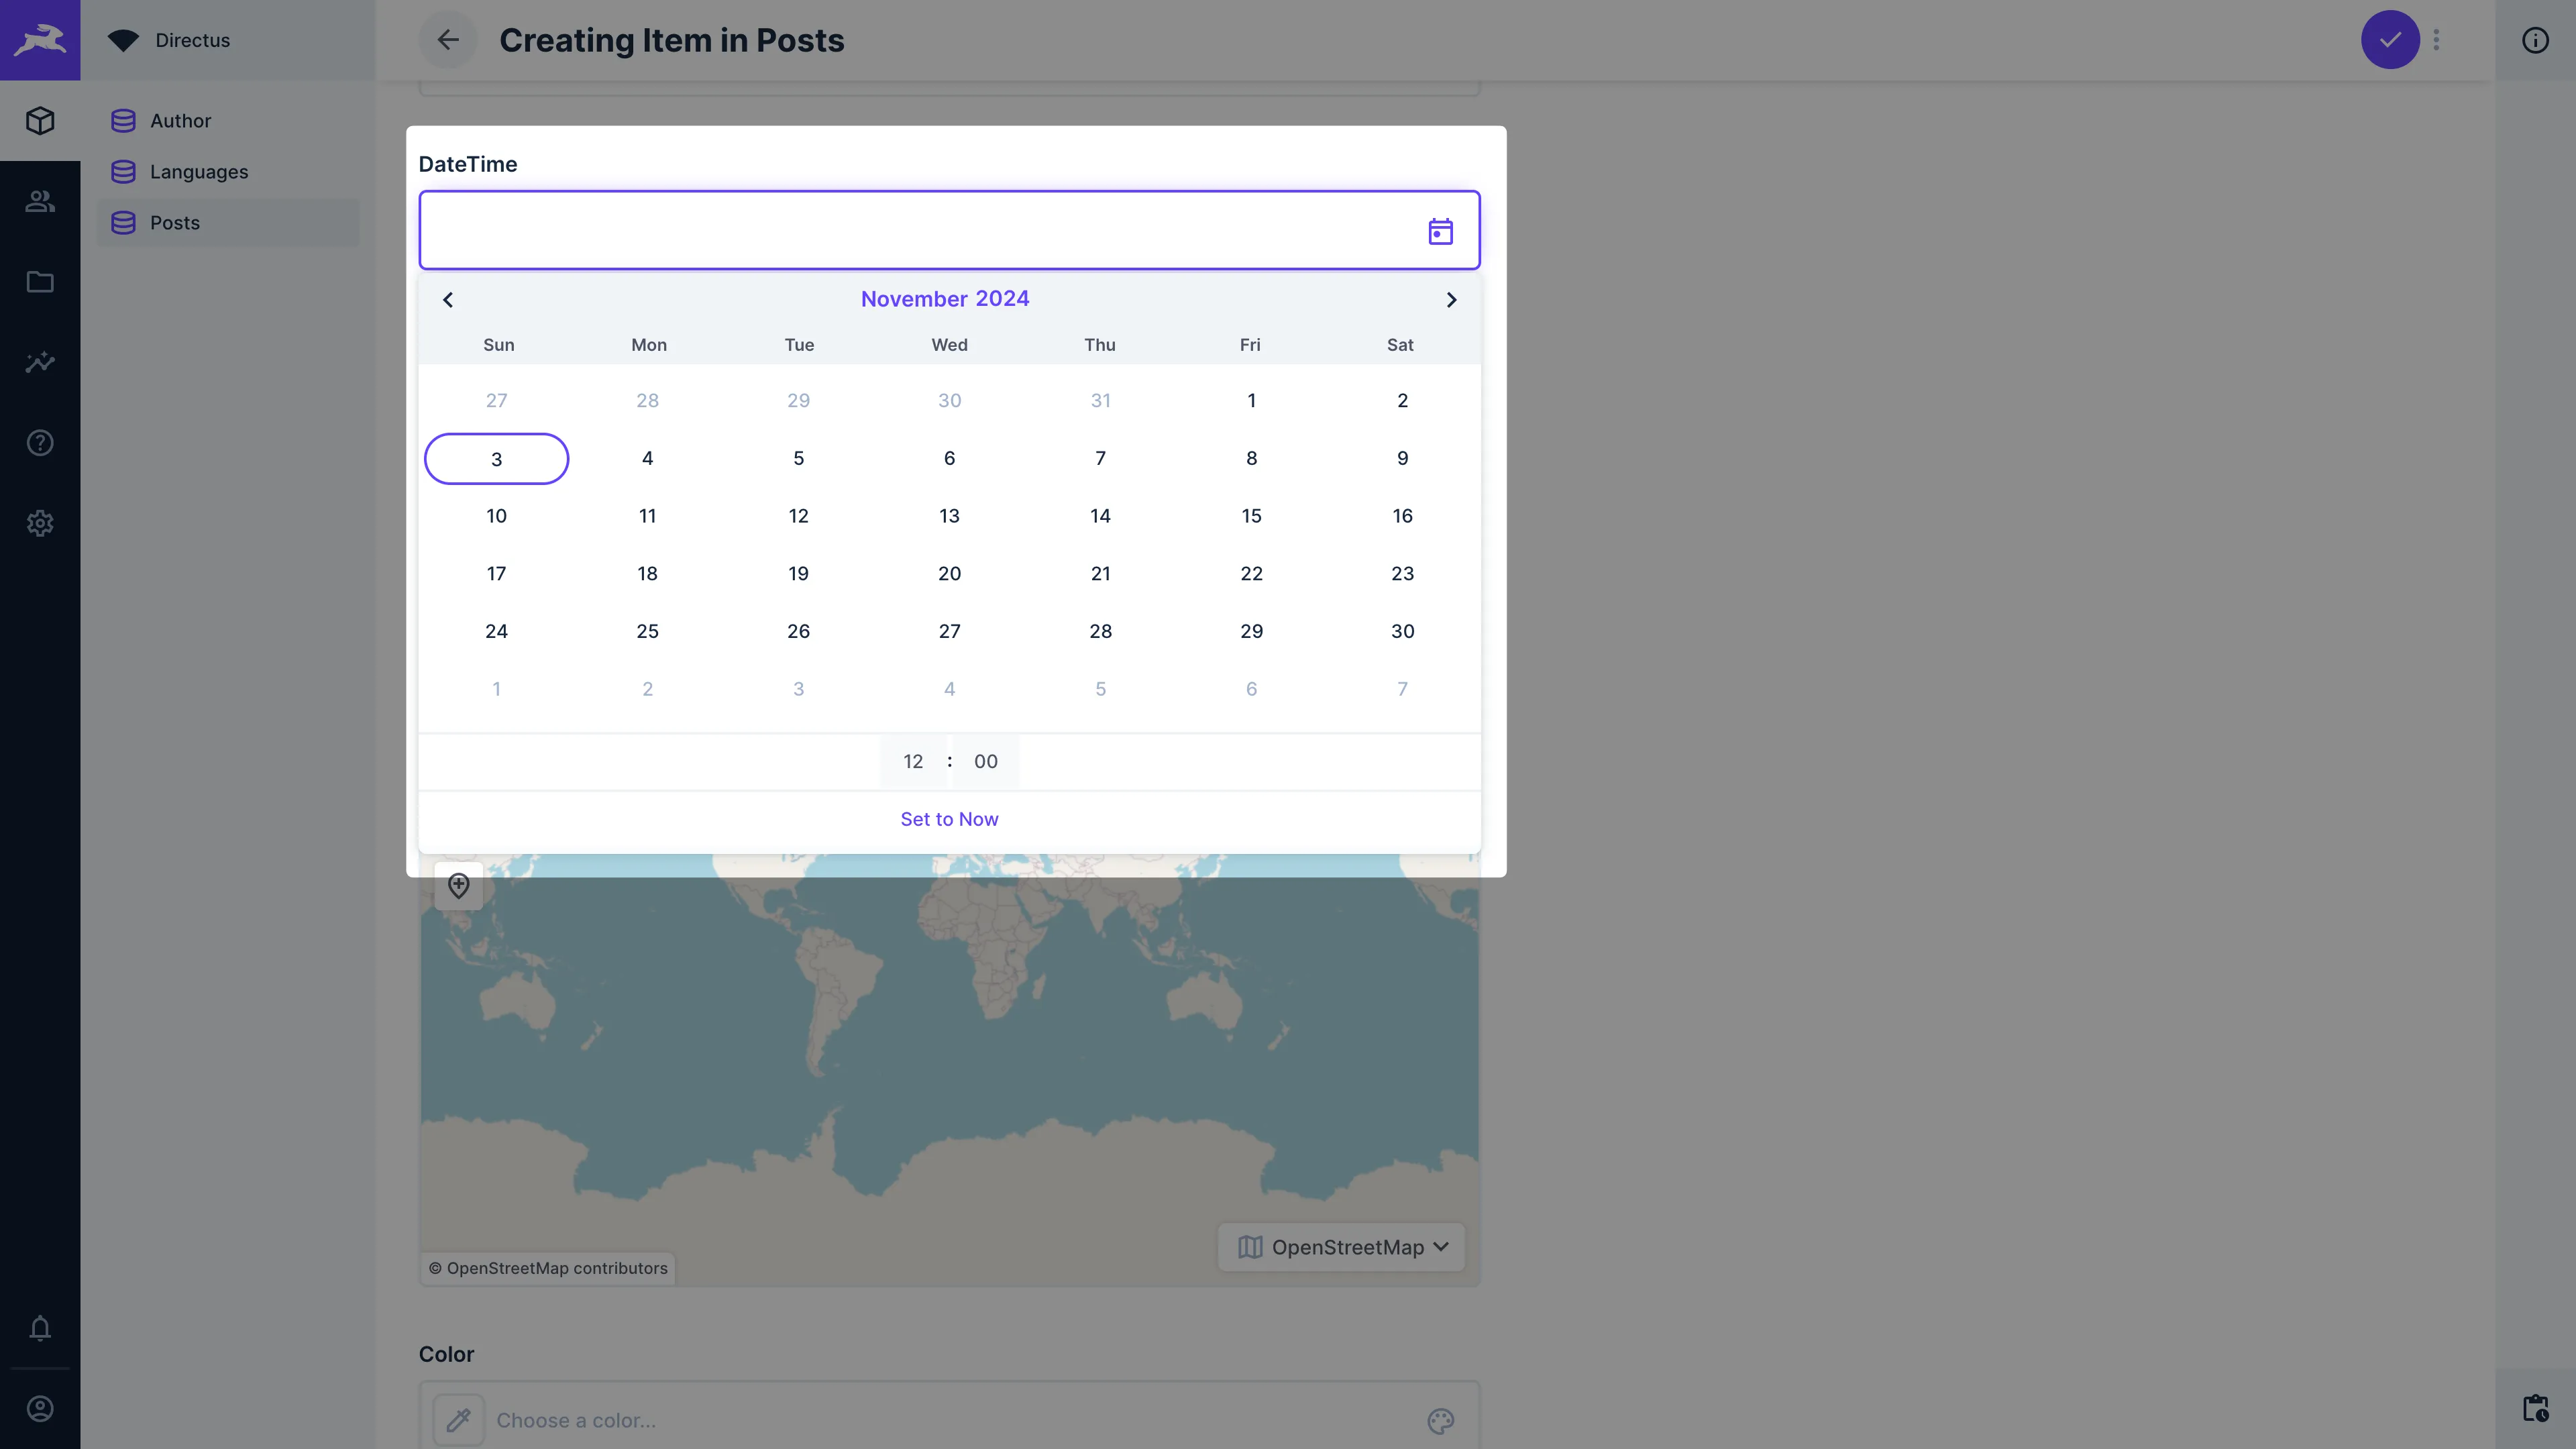 Directus
Creating Item in Posts
Author
Languages
Posts
DateTime
November 2024
Sun Mon Tue Wed Thu Fri Sat
27 28 29 30 31 1 2
3 4 5 6 7 8 9
10 11 12 13 14 15 16
17 18 19 20 21 22 23
24 25 26 27 28 29 30
1 2 3 4 5 6 7
12 : 00
Set to Now
OpenStreetMap
© OpenStreetMap contributors
Color
Choose a color...